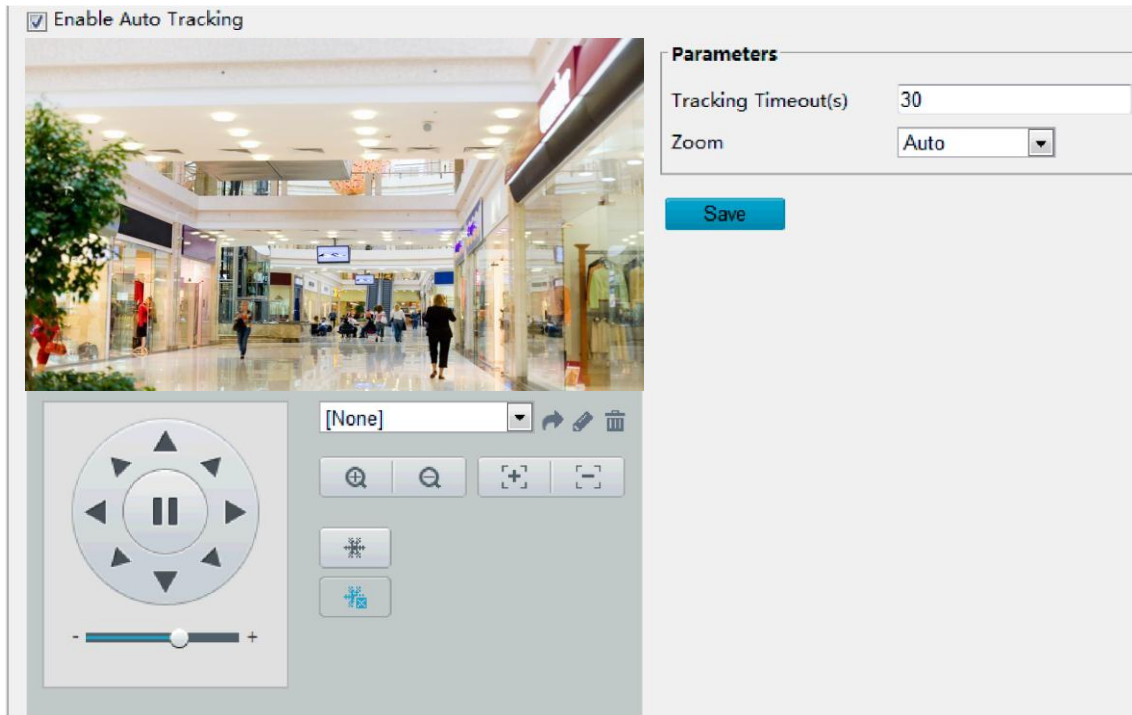 Enable Auto Tracking
Parameters
Tracking Timeout(s) 30
Zoom Auto
Save
[None]
- +